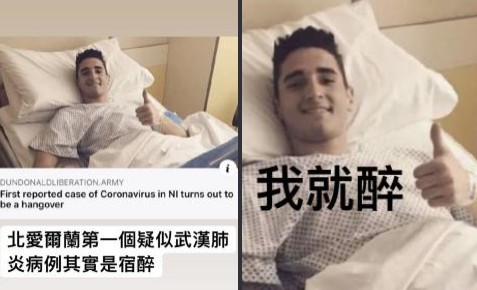 DUNDONALDLIBERATION.ARMY
First reported case of Coronavirus in NI turns out to
be a hangover
北愛爾蘭第一個疑似武漢肺
炎病例其實是宿醉
我就醉